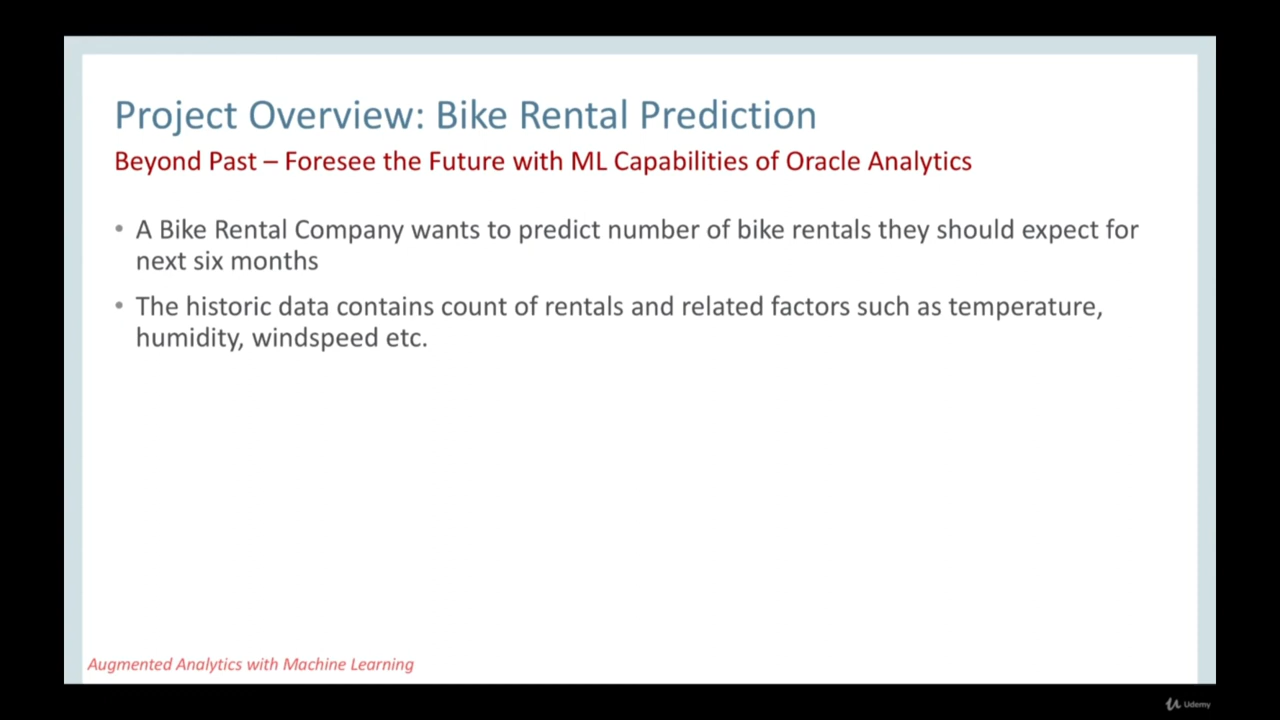 Project Overview: Bike Rental Prediction
Beyond Past – Foresee the Future with ML Capabilities of Oracle Analytics
• A Bike Rental Company wants to predict number of bike rentals they should expect for
next six months
• The historic data contains count of rentals and related factors such as temperature,
humidity, windspeed etc.
Augmented Analytics with Machine Learning
Udemy